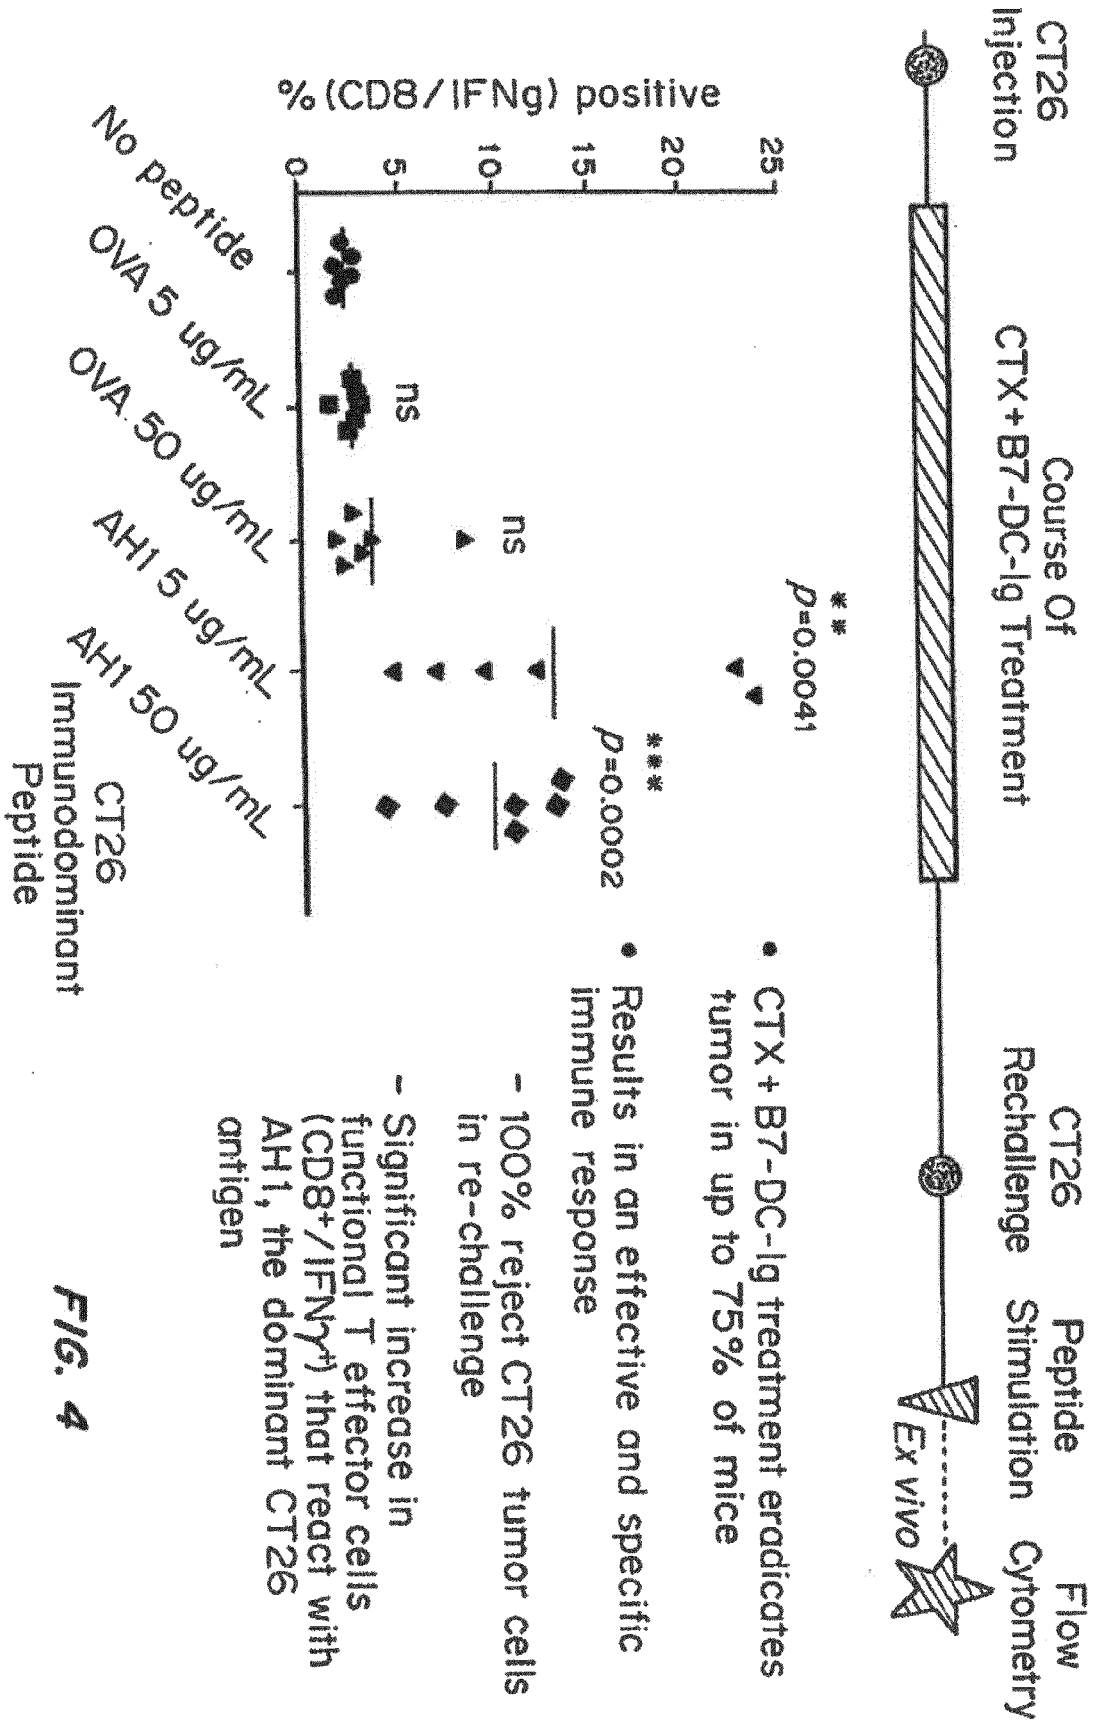 CT26
Injection
Course Of
CTX + B7-DC-Ig Treatment
CT26
Rechallenge
Peptide
Stimulation
Flow
Cytometry
Ex vivo
% (CD8/IFNg) positive
25
20
15
10
5
0
ns
ns
**
p=0.0041
***
p=0.0002
No peptide
OVA 5 ug/mL
OVA 50 ug/mL
AH1 5 ug/mL
AH1 50 ug/mL
CT26
Immunodominant
Peptide
• CTX + B7-DC-Ig treatment eradicates
tumor in up to 75% of mice
• Results in an effective and specific
immune response
- 100% reject CT26 tumor cells
in re-challenge
- Significant increase in
functional T effector cells
(CD8⁺/IFNγ⁺) that react with
AH1, the dominant CT26
antigen
FIG. 4